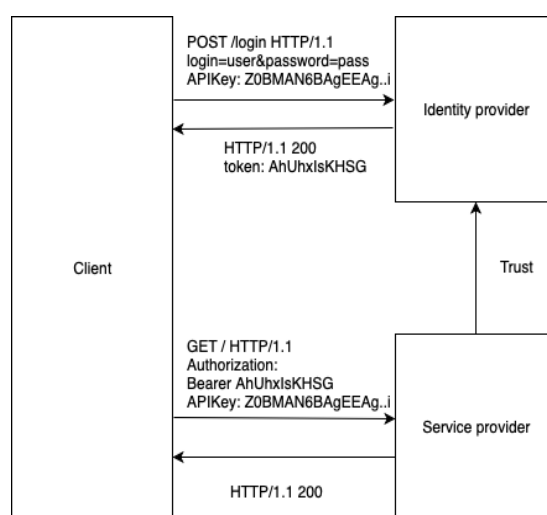 POST /login HTTP/1.1
login=user&password=pass
APIKey: Z0BMAN6BAgEEAg..i
Identity provider
HTTP/1.1 200
token: AhUhxIsKHSG
Client
Trust
GET / HTTP/1.1
Authorization:
Bearer AhUhxIsKHSG
APIKey: Z0BMAN6BAgEEAg..i
Service provider
HTTP/1.1 200